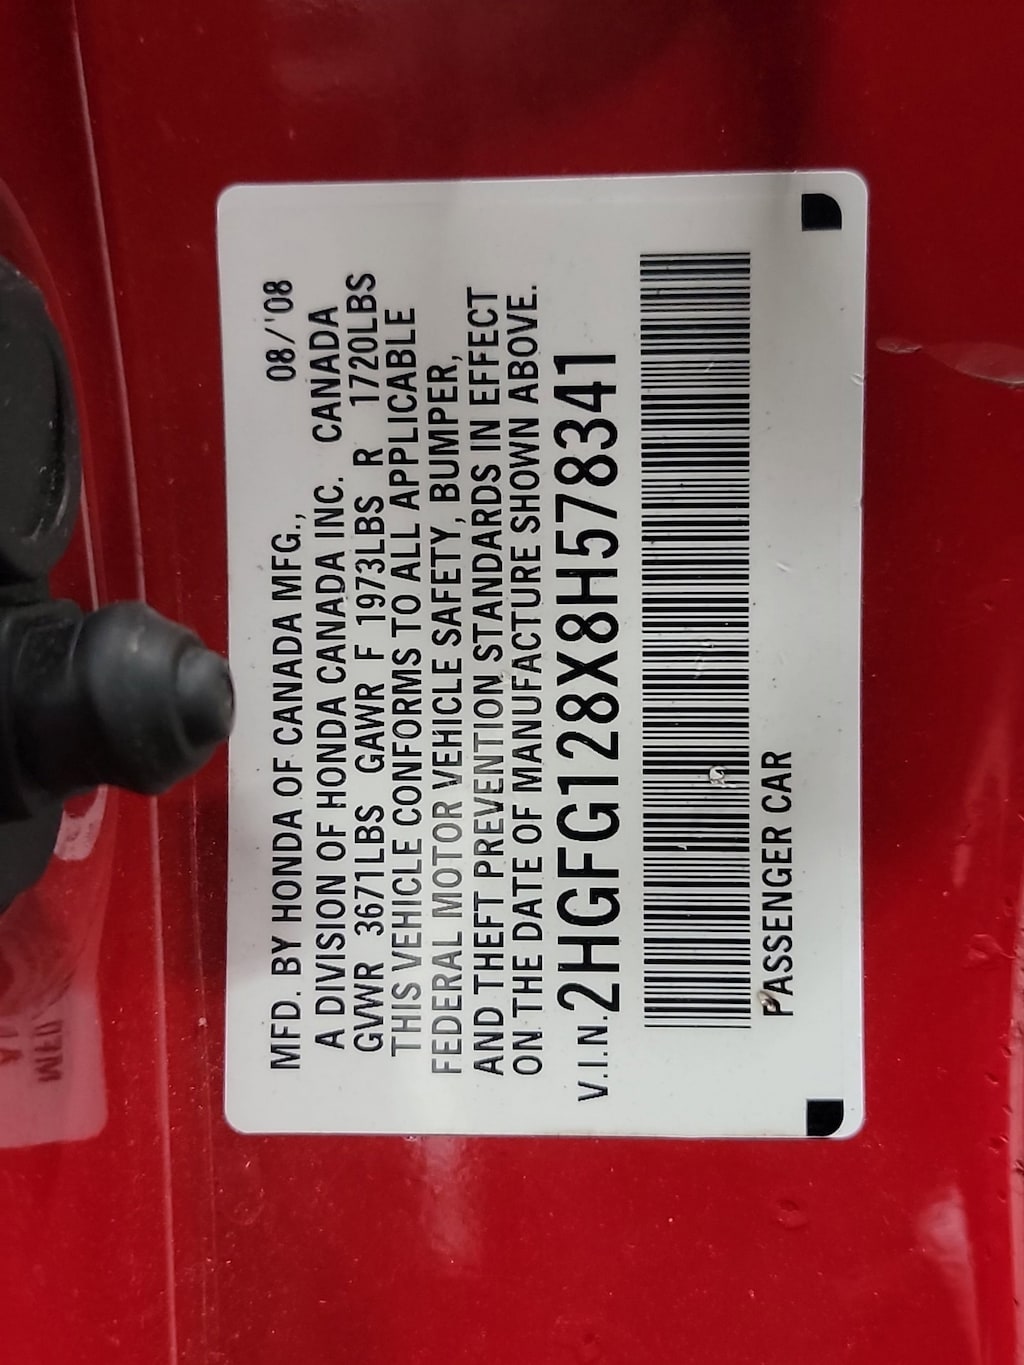 MFD. BY HONDA OF CANADA MFG., 08/'08
A DIVISION OF HONDA CANADA INC. CANADA
GVWR 3671LBS GAWR F 1973LBS R 1720LBS
THIS VEHICLE CONFORMS TO ALL APPLICABLE
FEDERAL MOTOR VEHICLE SAFETY, BUMPER,
AND THEFT PREVENTION STANDARDS IN EFFECT
ON THE DATE OF MANUFACTURE SHOWN ABOVE.
V.I.N. 2HGFG128X8H578341
PASSENGER CAR